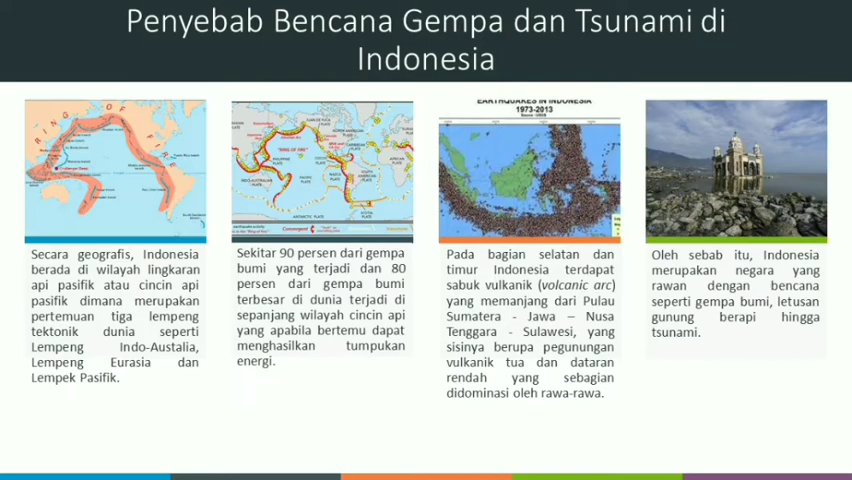 Penyebab Bencana Gempa dan Tsunami di
Indonesia
RING OF FIRE
EARTHQUAKES IN INDONESIA
1973-2013
"RING OF FIRE"
Secara geografis, Indonesia
berada di wilayah lingkaran
api pasifik atau cincin api
pasifik dimana merupakan
pertemuan tiga lempeng
tektonik dunia seperti
Lempeng Indo-Austalia,
Lempeng Eurasia dan
Lempek Pasifik.
Sekitar 90 persen dari gempa
bumi yang terjadi dan 80
persen dari gempa bumi
terbesar di dunia terjadi di
sepanjang wilayah cincin api
yang apabila bertemu dapat
menghasilkan tumpukan
energi.
Pada bagian selatan dan
timur Indonesia terdapat
sabuk vulkanik (volcanic arc)
yang memanjang dari Pulau
Sumatera - Jawa – Nusa
Tenggara - Sulawesi, yang
sisinya berupa pegunungan
vulkanik tua dan dataran
rendah yang sebagian
didominasi oleh rawa-rawa.
Oleh sebab itu, Indonesia
merupakan negara yang
rawan dengan bencana
seperti gempa bumi, letusan
gunung berapi hingga
tsunami.